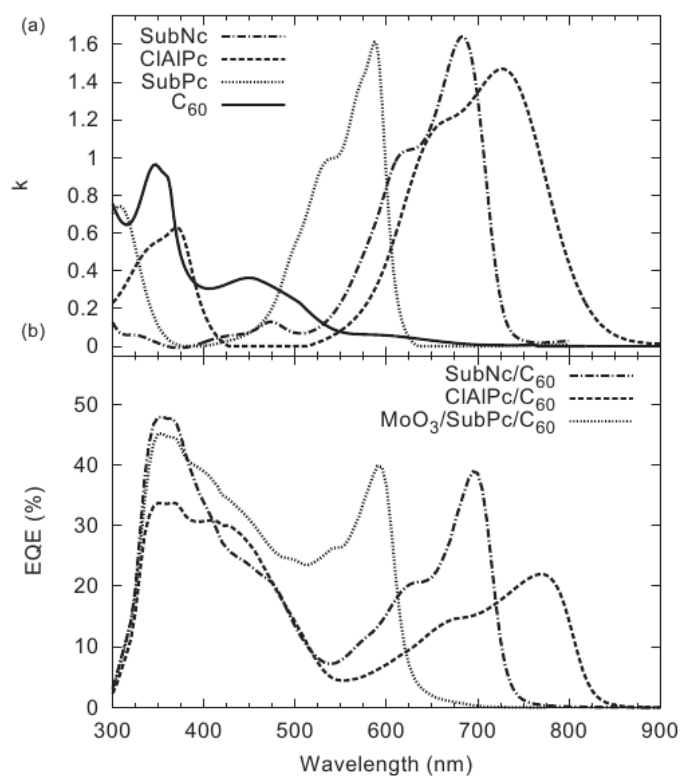 (a)
SubNc
ClAlPc
SubPc
C60
1.6
1.4
1.2
1
0.8
0.6
0.4
0.2
0
k
(b)
SubNc/C60
ClAlPc/C60
MoO3/SubPc/C60
50
40
30
20
10
0
EQE (%)
300 400 500 600 700 800 900
Wavelength (nm)